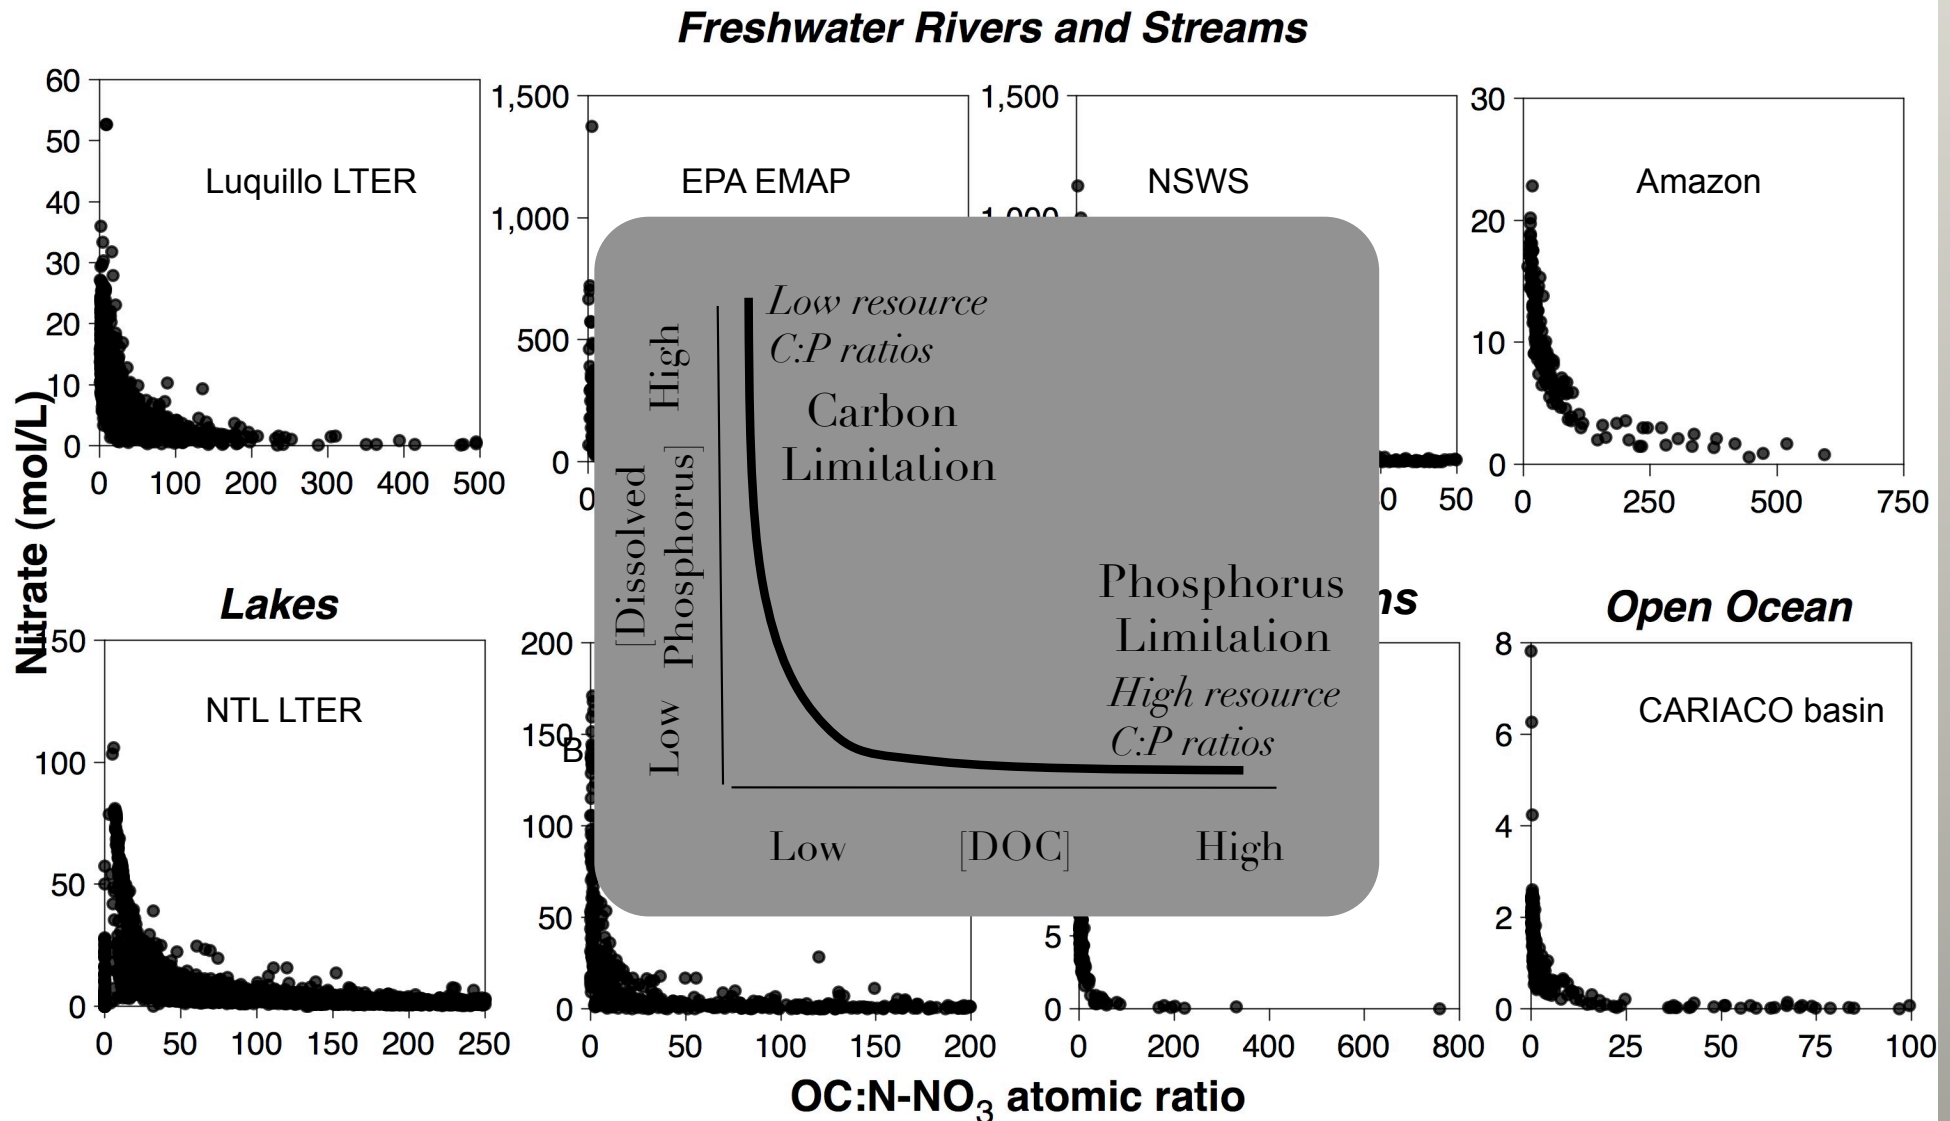 Freshwater Rivers and Streams
60
50
40
30
20
10
0
0 100 200 300 400 500
Luquillo LTER
1,500
1,000
500
0
0
EPA EMAP
1,500
1,000
NSWS
0 50
30
20
10
0
0 250 500 750
Amazon
Nitrate (mol/L)
Low resource
C:P ratios
Carbon
Limitation
High
[Dissolved
Phosphorus]
Low
Phosphorus
Limitation
High resource
C:P ratios
Low [DOC] High
Lakes
150
100
50
0
0 50 100 150 200 250
NTL LTER
200
150
B
100
50
0
0 50 100 150 200
ns
5
0
0 200 400 600 800
Open Ocean
8
6
4
2
0
0 25 50 75 100
CARIACO basin
OC:N-NO3 atomic ratio